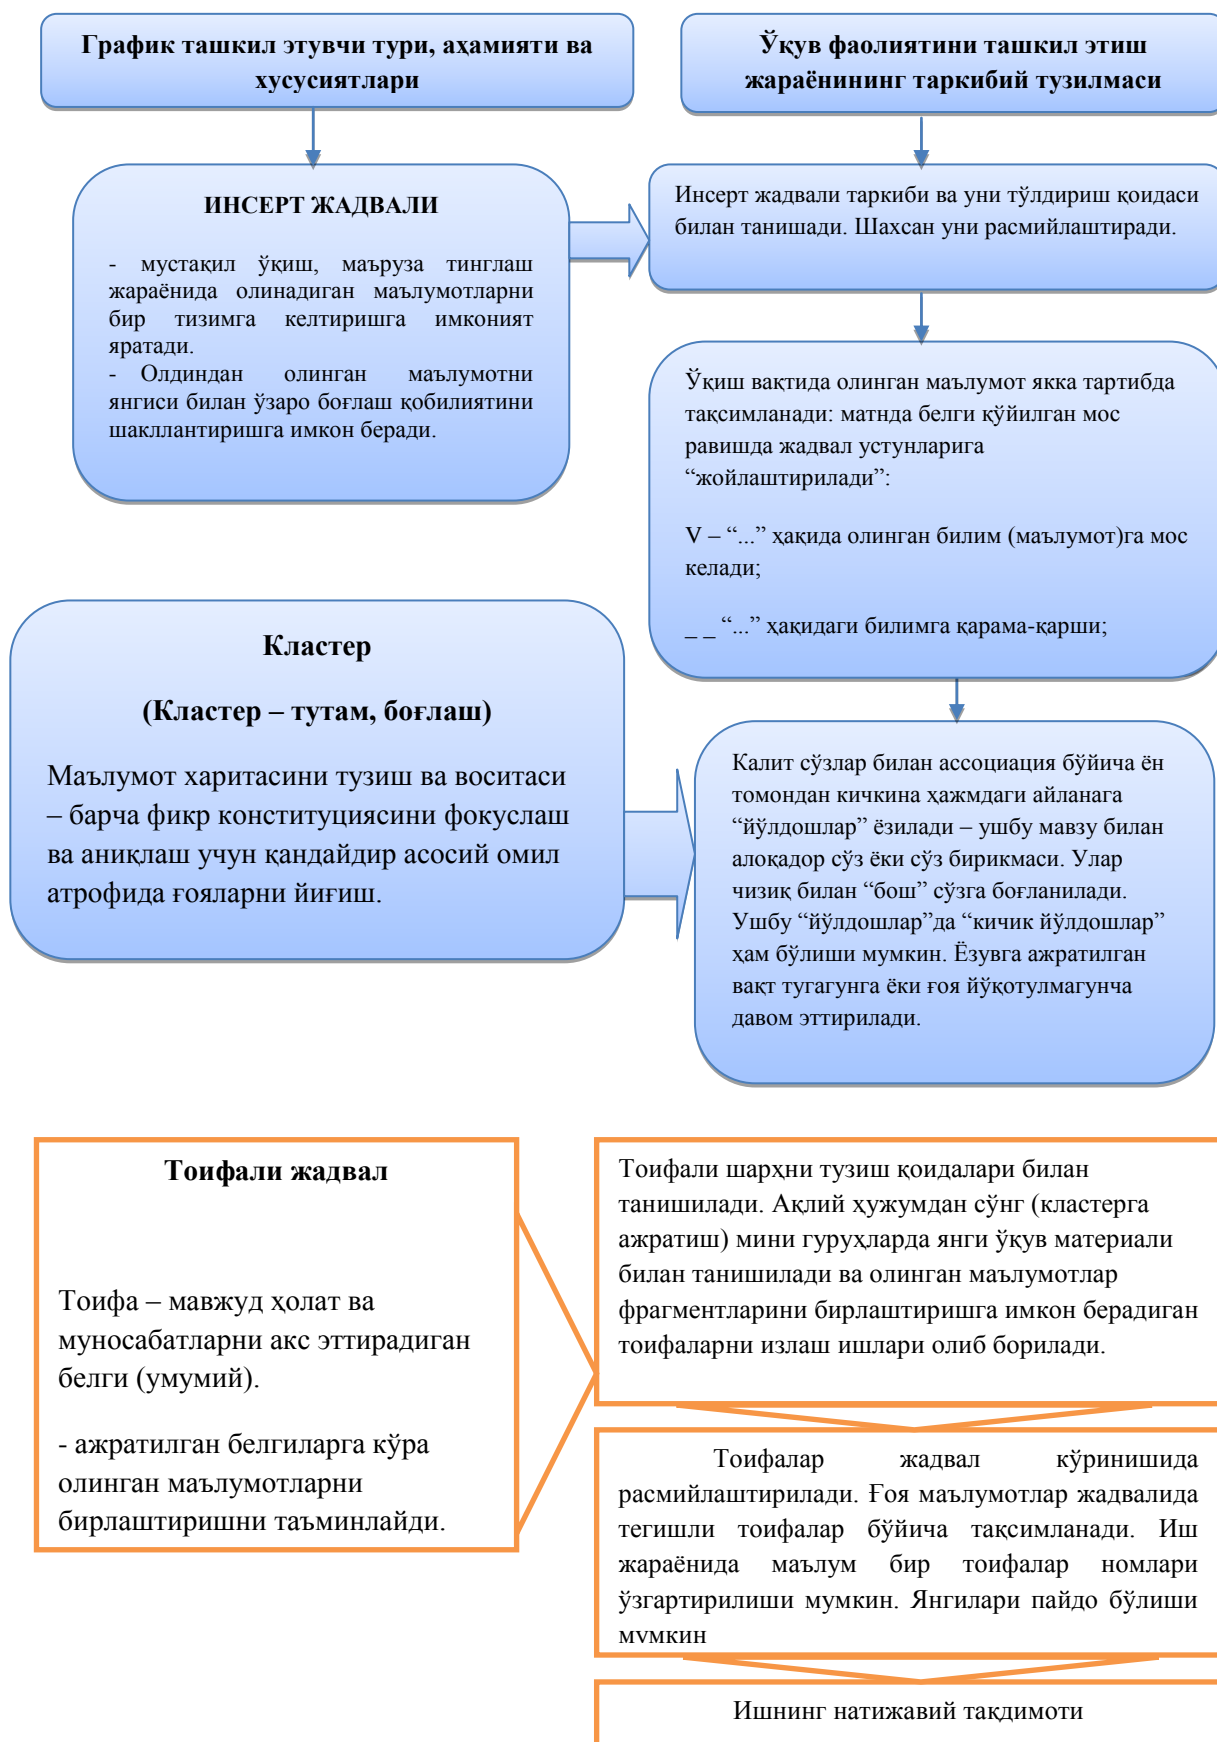 График ташкил этувчи тури, аҳамияти ва
хусусиятлари
Ўқув фаолиятини ташкил этиш
жараёнининг таркибий тузилмаси
ИНСЕРТ ЖАДВАЛИ
- мустақил ўқиш, маъруза тинглаш
жараёнида олинадиган маълумотларни
бир тизимга келтиришга имконият
яратади.
- Олдиндан олинган маълумотни
янгиси билан ўзаро боғлаш қобилиятини
шакллантиришга имкон беради.
Инсерт жадвали таркиби ва уни тўлдириш қоидаси
билан танишади. Шахсан уни расмийлаштиради.
Ўқиш вақтида олинган маълумот якка тартибда
тақсимланади: матнда белги қўйилган мос
равишда жадвал устунларига
“жойлаштирилади”:
V – “...” ҳақида олинган билим (маълумот)га мос
келади;
_ _ “...” ҳақидаги билимга қарама-қарши;
Кластер
(Кластер – тутам, боғлаш)
Маълумот харитасини тузиш ва воситаси
– барча фикр конституциясини фокуслаш
ва аниқлаш учун қандайдир асосий омил
атрофида ғояларни йиғиш.
Калит сўзлар билан ассоциация бўйича ён
томондан кичкина ҳажмдаги айланага
“йўлдошлар” ёзилади – ушбу мавзу билан
алоқадор сўз ёки сўз бирикмаси. Улар
чизиқ билан “бош” сўзга боғланилади.
Ушбу “йўлдошлар”да “кичик йўлдошлар”
ҳам бўлиши мумкин. Ёзувга ажратилган
вақт тугагунга ёки ғоя йўқотулмагунча
давом эттирилади.
Тоифали жадвал
Тоифа – мавжуд ҳолат ва
муносабатларни акс эттирадиган
белги (умумий).
- ажратилган белгиларга кўра
олинган маълумотларни
бирлаштиришни таъминлайди.
Тоифали шарҳни тузиш қоидалари билан
танишилади. Ақлий ҳужумдан сўнг (кластерга
ажратиш) мини гуруҳларда янги ўқув материали
билан танишилади ва олинган маълумотлар
фрагментларини бирлаштиришга имкон берадиган
тоифаларни излаш ишлари олиб борилади.
Тоифалар жадвал кўринишида
расмийлаштирилади. Ғоя маълумотлар жадвалида
тегишли тоифалар бўйича тақсимланади. Иш
жараёнида маълум бир тоифалар номлари
ўзгартирилиши мумкин. Янгилари пайдо бўлиши
мумкин
Ишнинг натижавий тақдимоти